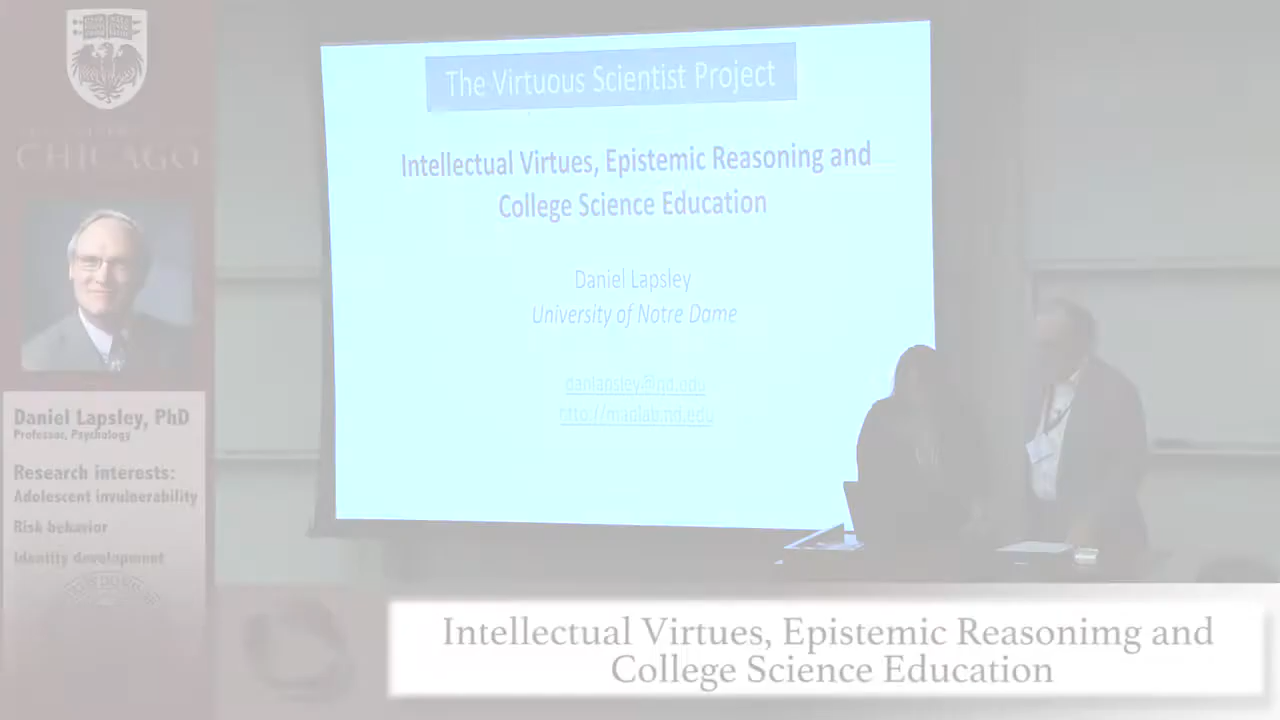 CHICAGO
Daniel Lapsley, PhD
Professor, Psychology
Research interests:
Adolescent invulnerability
Risk behavior
Identity development
The Virtuous Scientist Project
Intellectual Virtues, Epistemic Reasoning and
College Science Education
Daniel Lapsley
University of Notre Dame
danlapsley@nd.edu
http://maplab.nd.edu
Intellectual Virtues, Epistemic Reasonimg and
College Science Education